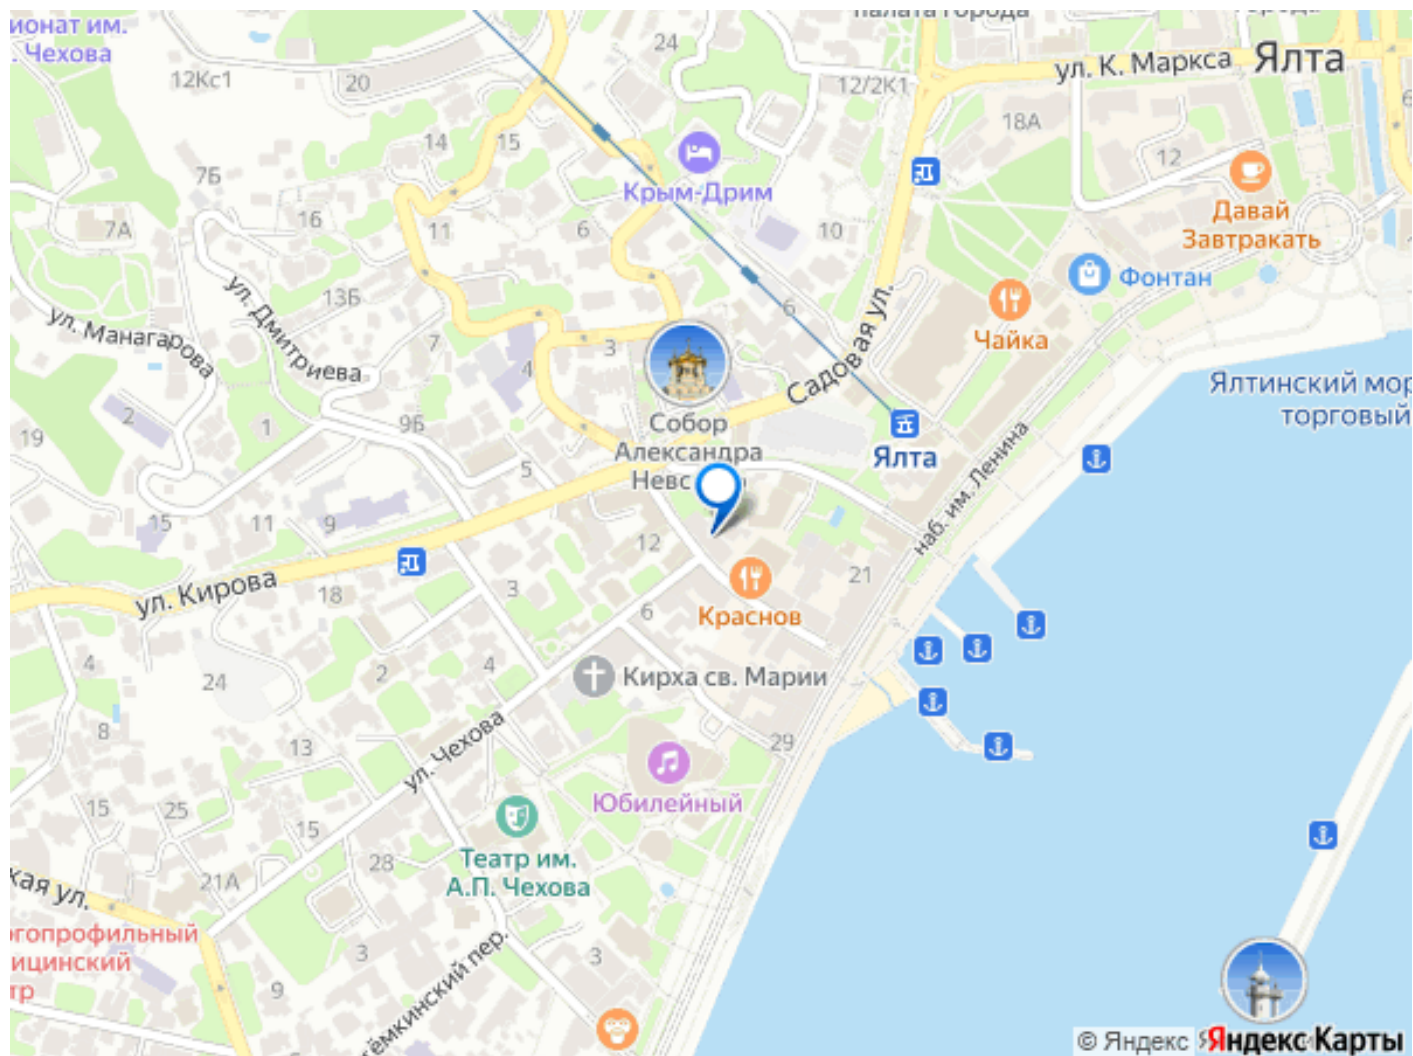 ионат им.
. Чехова
палата города
24
12Кс1
20
12/2К1
ул. К. Маркса
Ялта
18А
14
15
12
7Б
Крым-Дрим
Давай
Завтракать
16
7А
11
6
10
Фонтан
ул. Дмитриева
13Б
6
Чайка
ул. Манагарова
7
3
4
Садовая ул.
Ялтинский мор
торговый
2
Собор
Александра
Невс
19
1
9Б
Ялта
наб. им. Ленина
5
15
11
9
12
21
ул. Кирова
18
3
6
Краснов
4
24
2
4
Кирха св. Марии
8
13
ул. Чехова
29
Юбилейный
15
25
15
28
Театр им.
А.П. Чехова
21А
кая ул.
гопрофильный
ицинский
тр
3
3
9
тёмкинский пер.
© Яндекс
Яндекс Карты